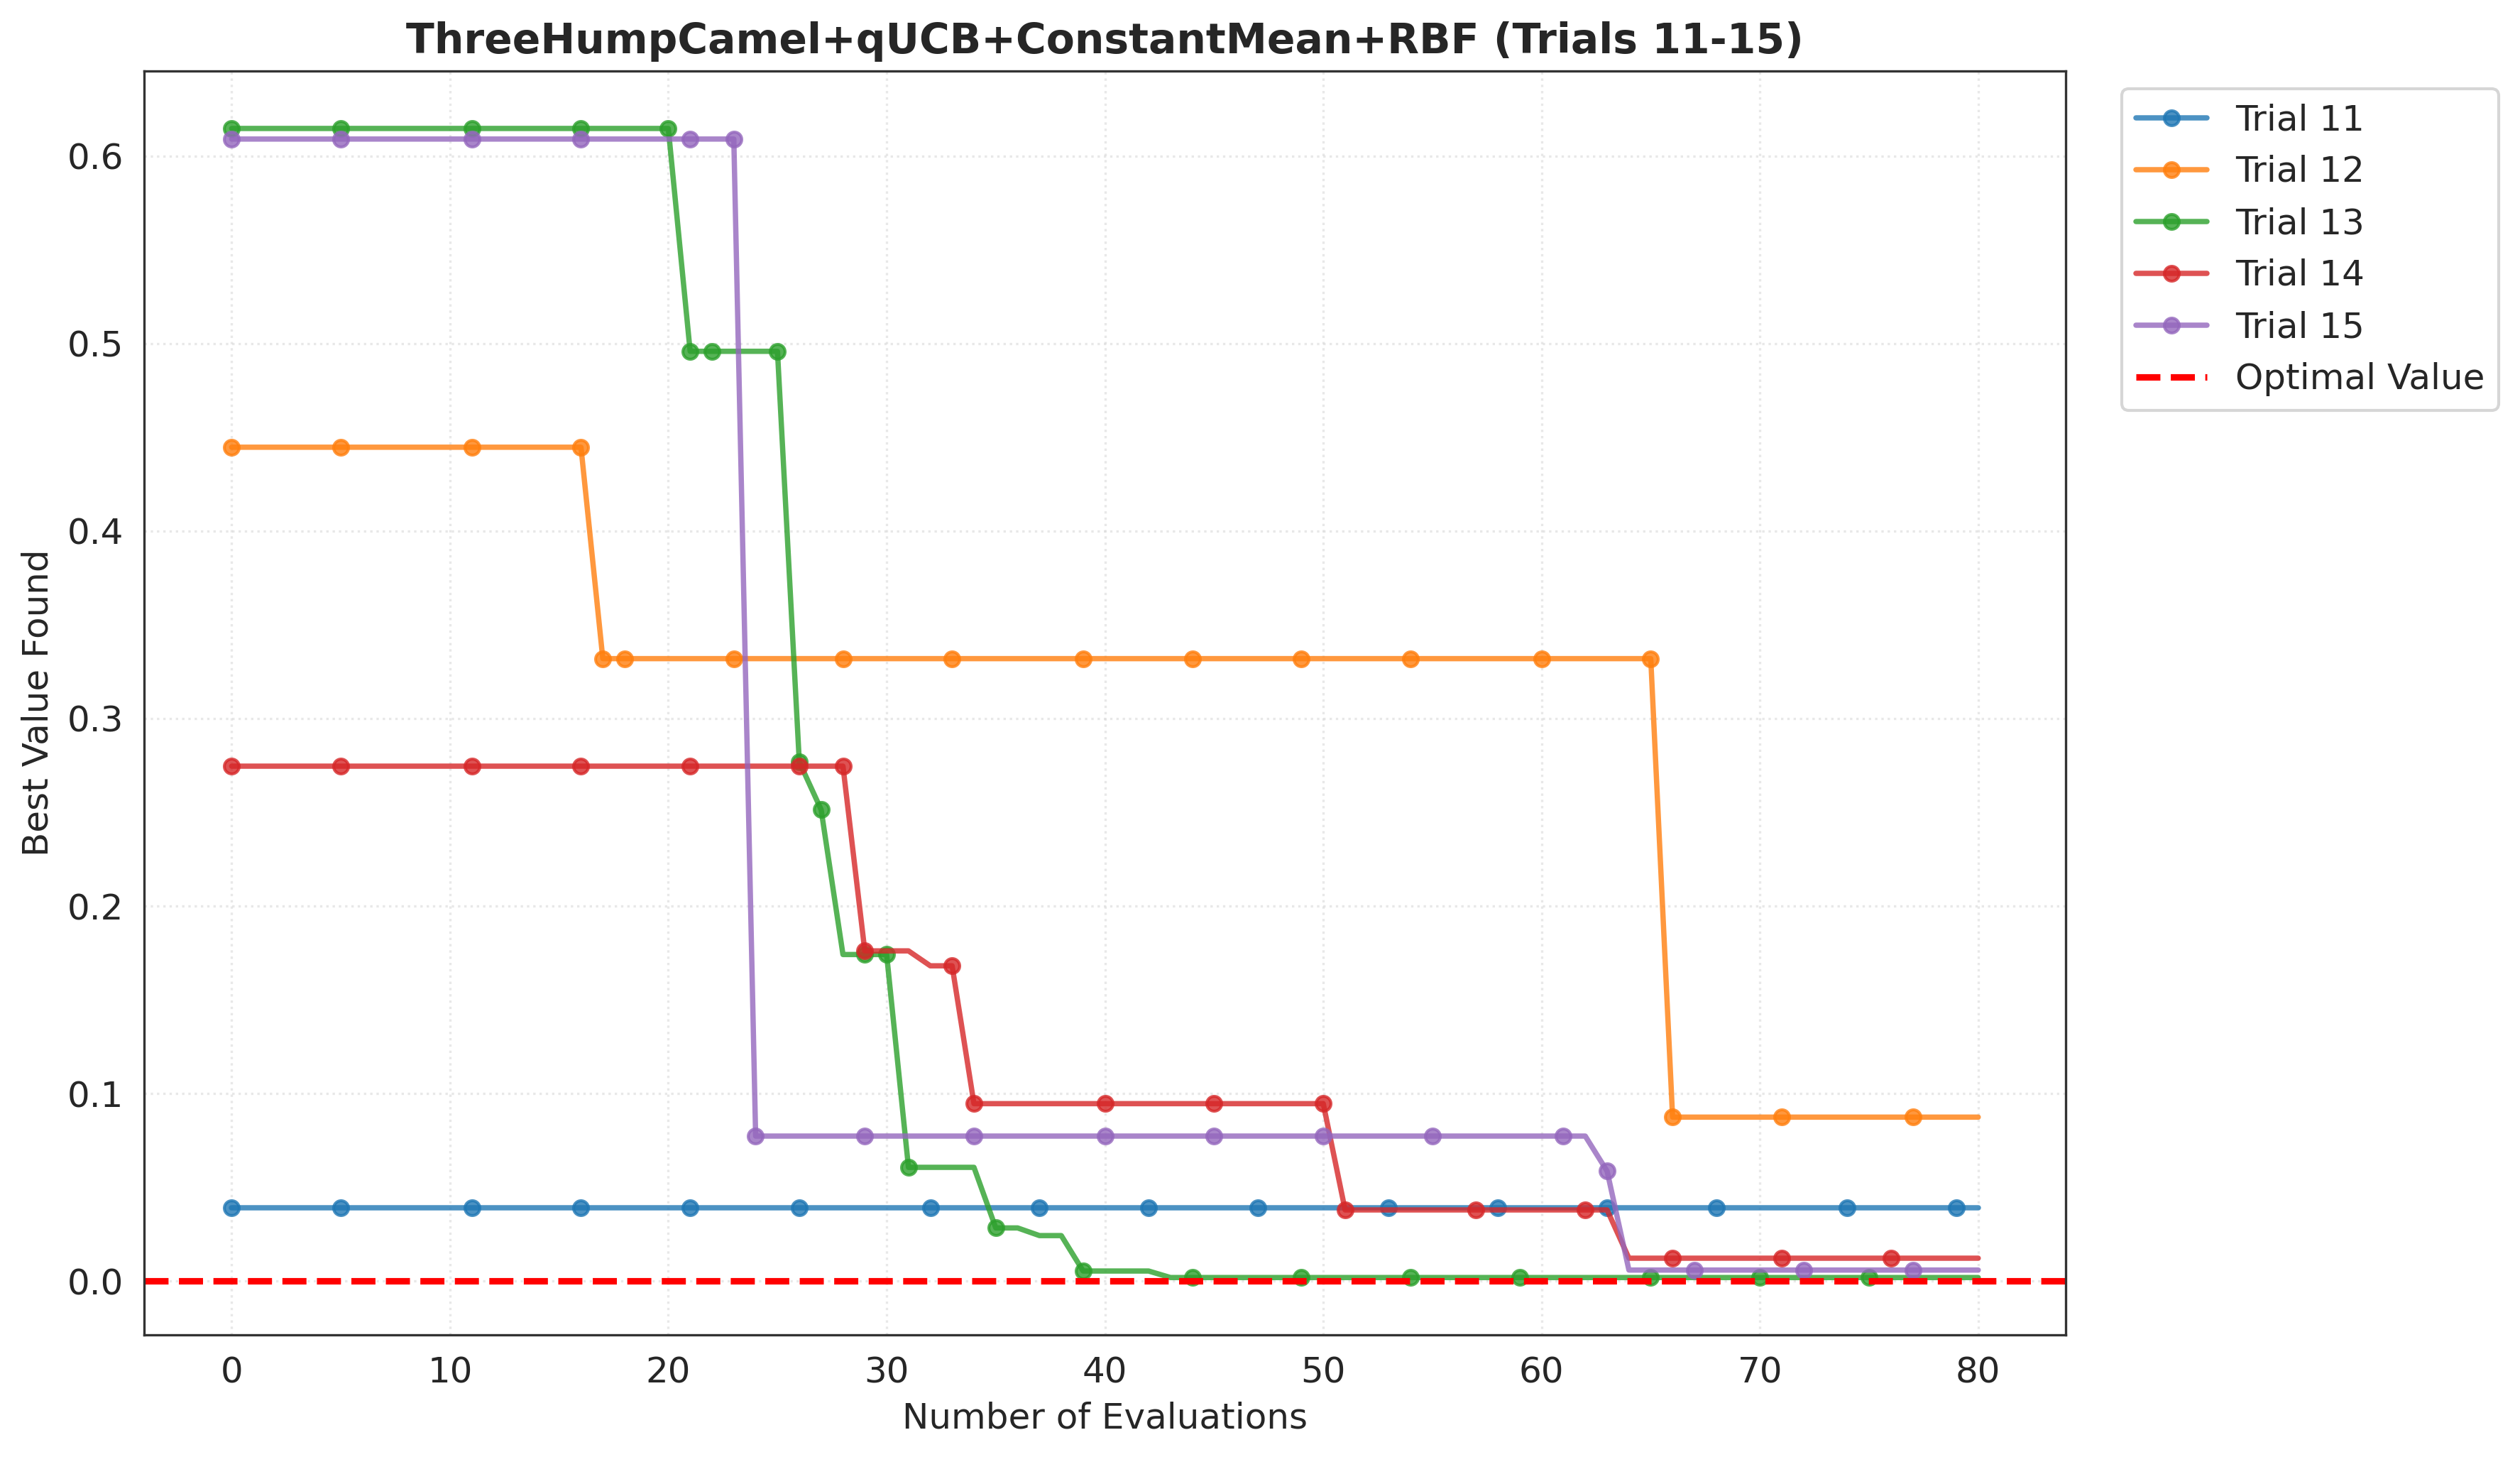 ThreeHumpCamel+qUCB+ConstantMean+RBF (Trials 11-15)
Best Value Found
0.6
0.5
0.4
0.3
0.2
0.1
0.0
0 10 20 30 40 50 60 70 80
Number of Evaluations
Trial 11
Trial 12
Trial 13
Trial 14
Trial 15
Optimal Value